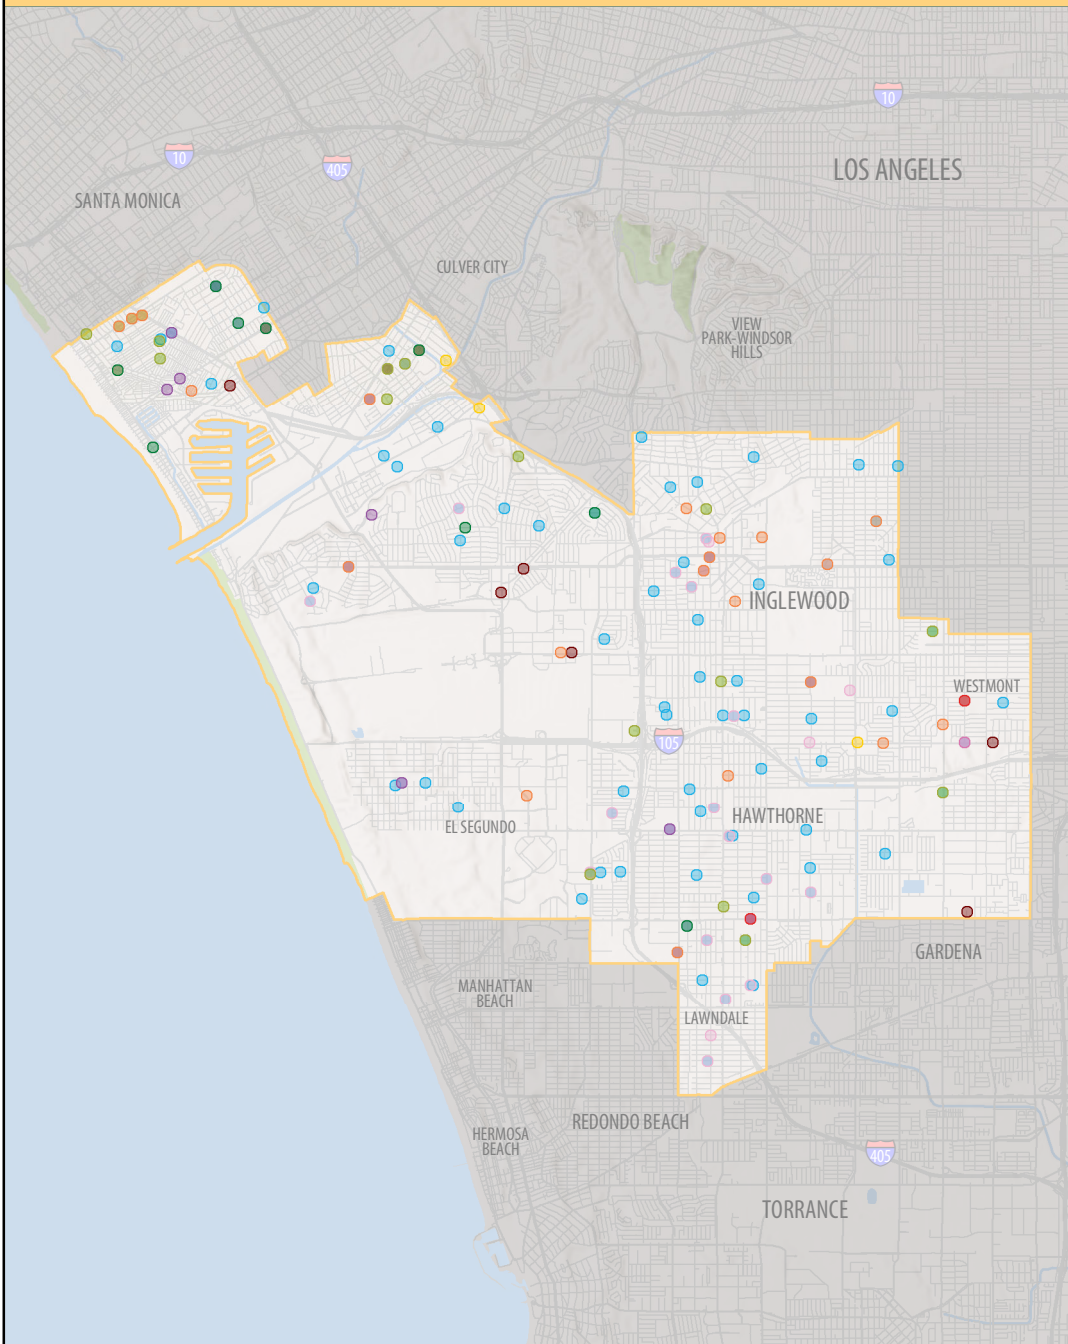 10
LOS ANGELES
10
405
SANTA MONICA
CULVER CITY
VIEW
PARK-WINDSOR
HILLS
INGLEWOOD
WESTMONT
105
HAWTHORNE
EL SEGUNDO
GARDENA
MANHATTAN
BEACH
LAWNDALE
REDONDO BEACH
HERMOSA
BEACH
405
TORRANCE